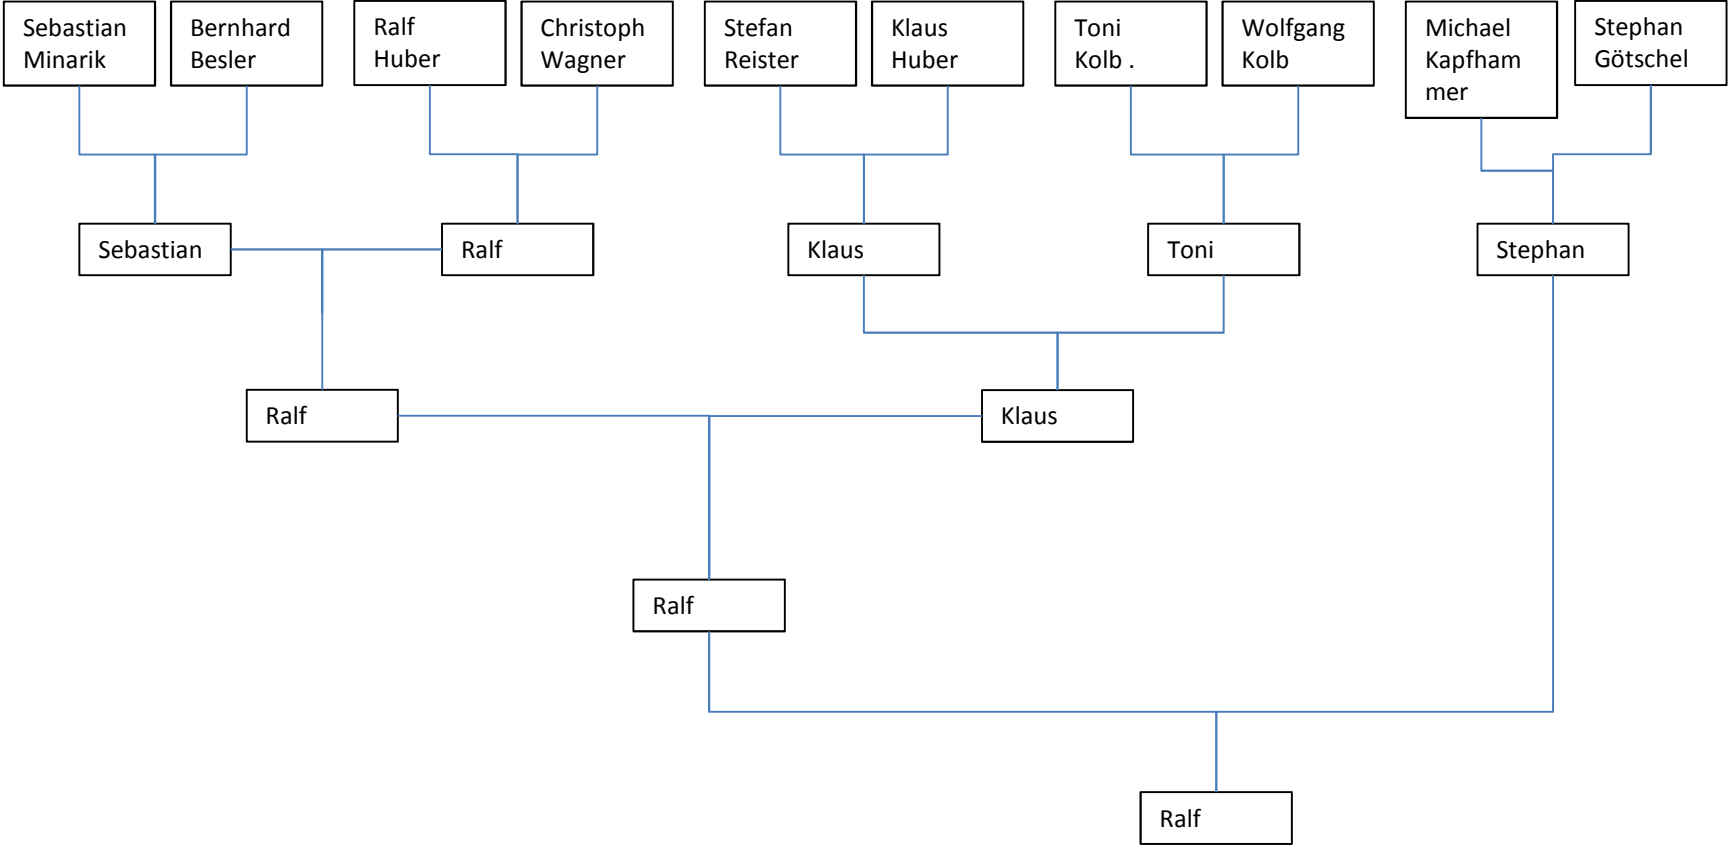 Sebastian
Minarik
Bernhard
Besler
Ralf
Huber
Christoph
Wagner
Stefan
Reister
Klaus
Huber
Toni
Kolb .
Wolfgang
Kolb
Michael
Kapfham
mer
Stephan
Götschel
Sebastian
Ralf
Klaus
Toni
Stephan
Ralf
Klaus
Ralf
Ralf